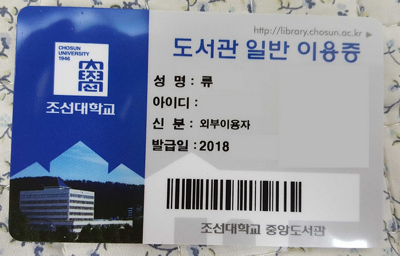 CHOSUN
UNIVERSITY
1946
조선대학교
http://library.chosun.ac.kr
도서관 일반 이용증
성 명 : 류
아이디 :
신 분 : 외부이용자
발급일 : 2018
조선대학교 중앙도서관